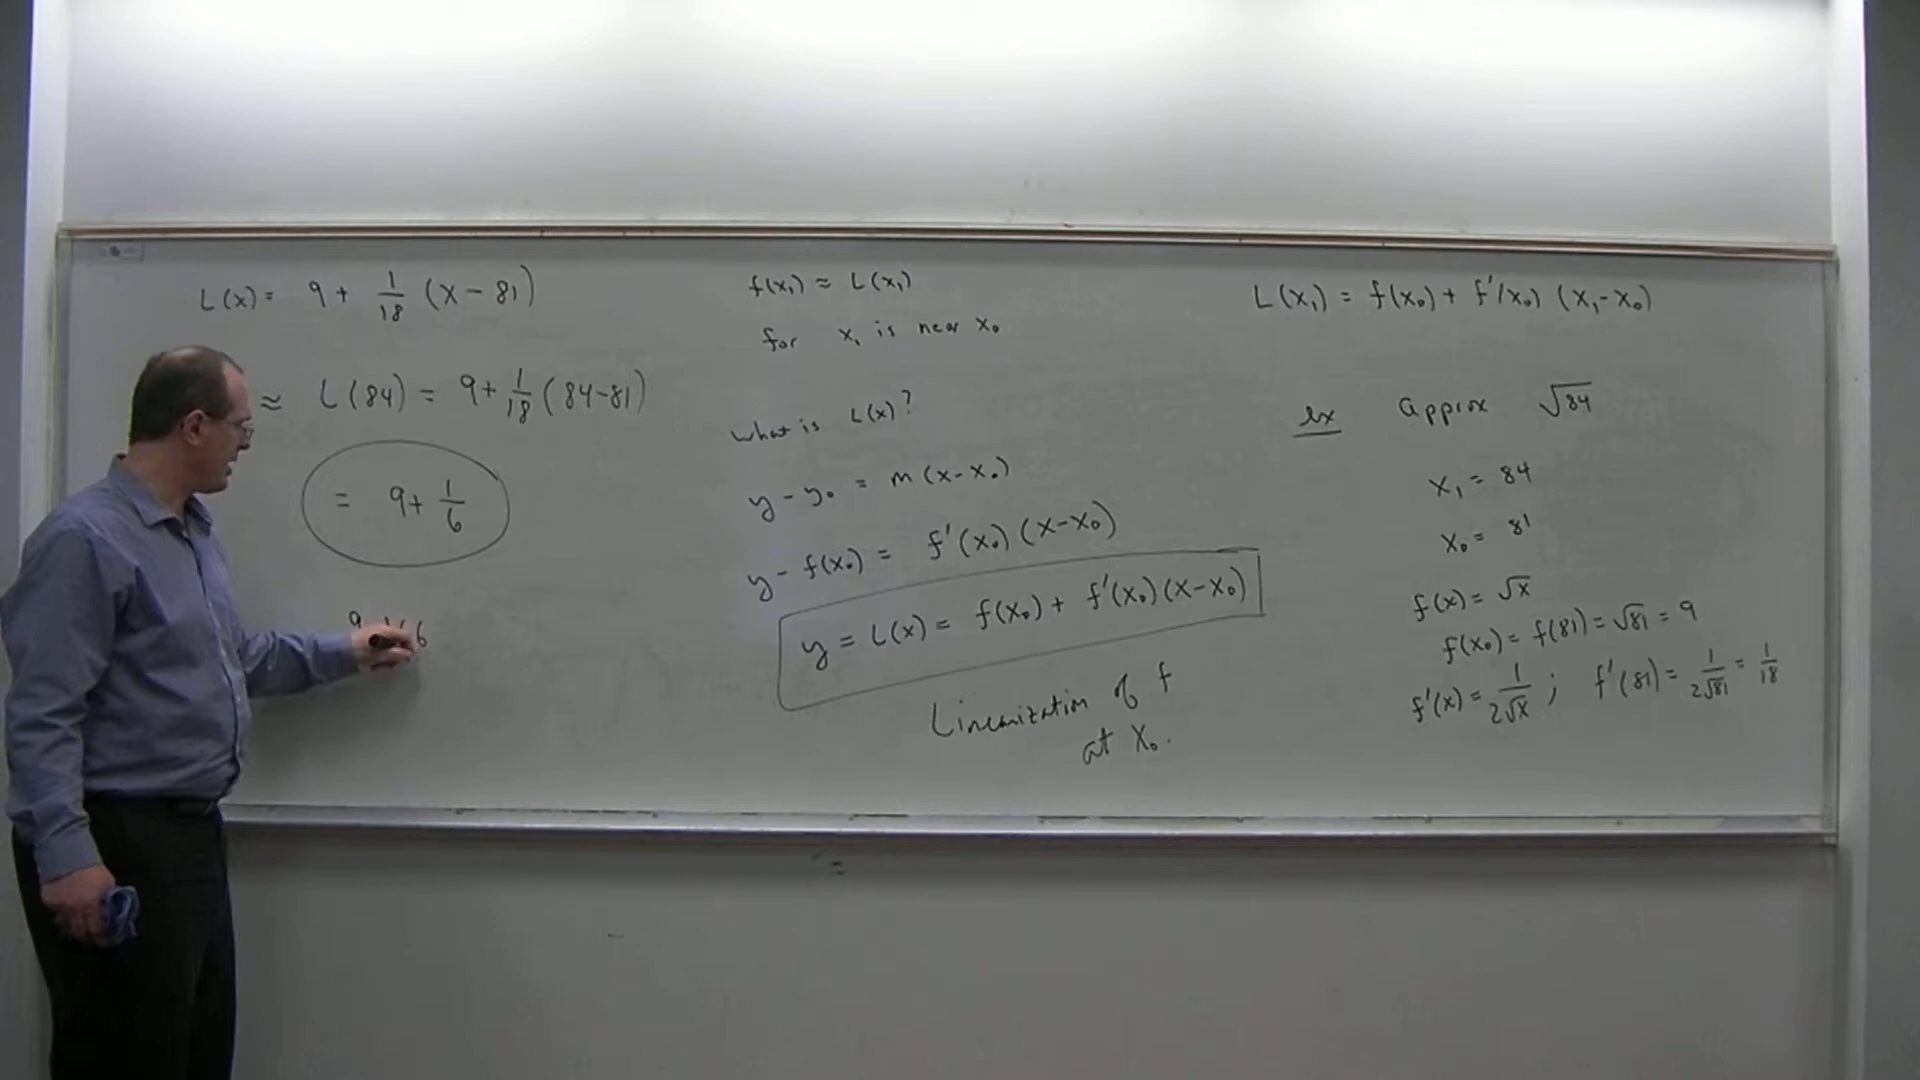 L(x) = 9 + 1/18 (x - 81)
≈ L(84) = 9 + 1/18 (84-81)
= 9 + 1/6
f(x₁) ≈ L(x₁)
for x₁ is near x₀
What is L(x)?
y - y₀ = m(x-x₀)
y - f(x₀) = f'(x₀)(x-x₀)
y = L(x) = f(x₀) + f'(x₀)(x-x₀)
Linearization of f
at x₀.
L(x₁) = f(x₀) + f'(x₀) (x₁-x₀)
ex Approx √84
x₁ = 84
x₀ = 81
f(x) = √x
f(x₀) = f(81) = √81 = 9
f'(x) = 1/(2√x) ; f'(81) = 1/(2√81) = 1/18